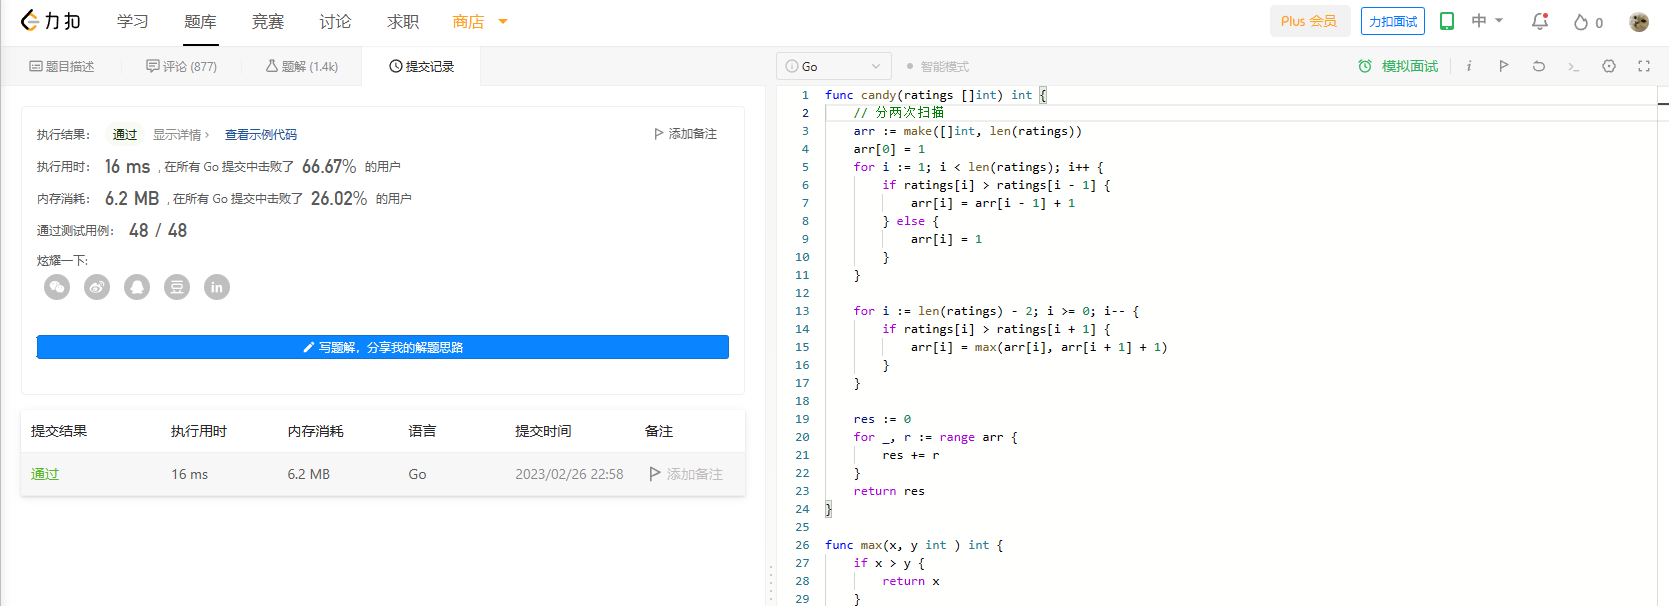 力扣 学习 题库 竞赛 讨论 求职 商店 Plus 会员 力扣面试 中 0
题目描述 评论 (877) 题解 (1.4k) 提交记录
执行结果： 通过 显示详情 › 查看示例代码 添加备注
执行用时： 16 ms , 在所有 Go 提交中击败了 66.67% 的用户
内存消耗： 6.2 MB , 在所有 Go 提交中击败了 26.02% 的用户
通过测试用例： 48 / 48
炫耀一下:
豆 in
写题解，分享我的解题思路
提交结果 执行用时 内存消耗 语言 提交时间 备注
通过 16 ms 6.2 MB Go 2023/02/26 22:58 添加备注
i Go 智能模式 模拟面试 i
1 func candy(ratings []int) int {
2 // 分两次扫描
3 arr := make([]int, len(ratings))
4 arr[0] = 1
5 for i := 1; i < len(ratings); i++ {
6 if ratings[i] > ratings[i - 1] {
7 arr[i] = arr[i - 1] + 1
8 } else {
9 arr[i] = 1
10 }
11 }
12
13 for i := len(ratings) - 2; i >= 0; i-- {
14 if ratings[i] > ratings[i + 1] {
15 arr[i] = max(arr[i], arr[i + 1] + 1)
16 }
17 }
18
19 res := 0
20 for _, r := range arr {
21 res += r
22 }
23 return res
24 }
25
26 func max(x, y int ) int {
27 if x > y {
28 return x
29 }